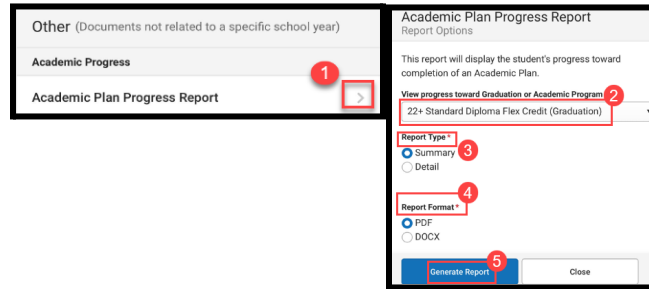 Other (Documents not related to a specific school year)
Academic Progress
1
Academic Plan Progress Report
Academic Plan Progress Report
Report Options
This report will display the student's progress toward
completion of an Academic Plan.
View progress toward Graduation or Academic Program
2
22+ Standard Diploma Flex Credit (Graduation)
Report Type *
Summary
3
Detail
4
Report Format *
PDF
DOCX
5
Generate Report
Close